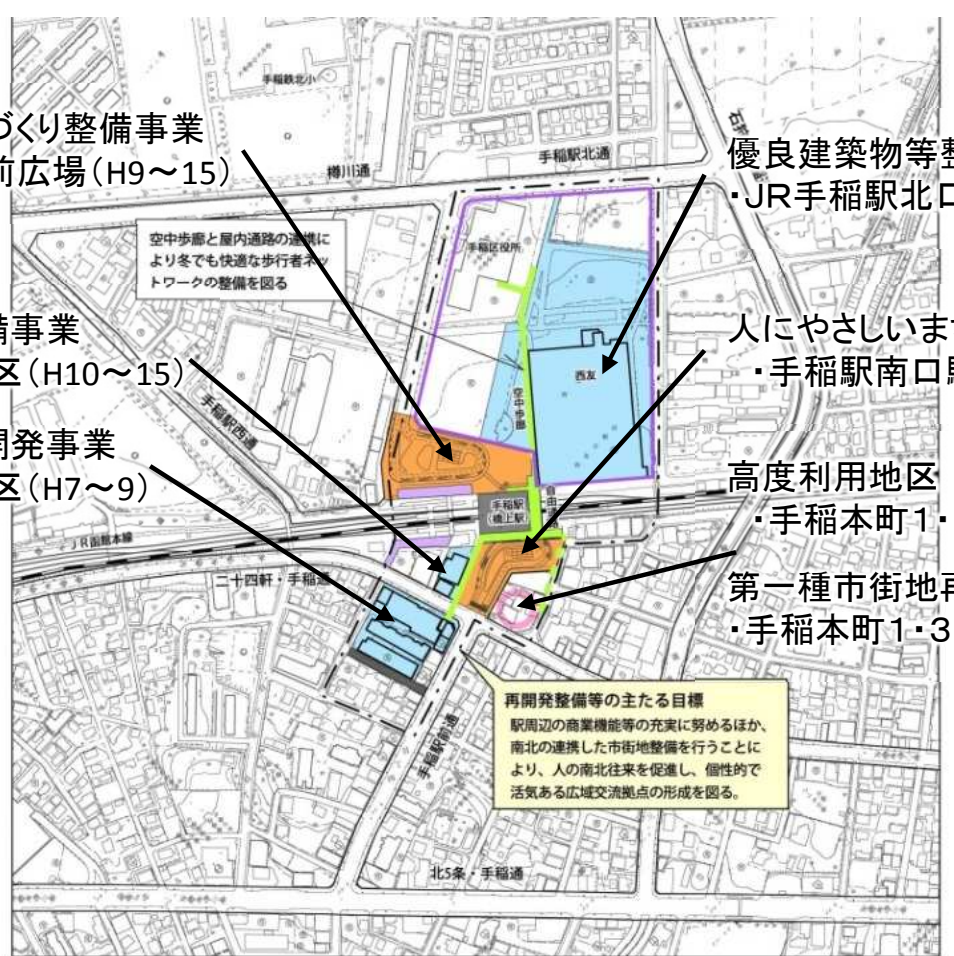 手稲鉄北小
づくり整備事業
前広場(H9～15)
樽川通
手稲駅北通
石狩
優良建築物等整
・JR手稲駅北口
空中歩廊と屋内通路の連携に
より冬でも快適な歩行者ネッ
トワークの整備を図る
手稲区役所
備事業
区(H10～15)
人にやさしいまち
・手稲駅南口駅
西友
空中歩廊
手稲駅西通
開発事業
区(H7～9)
高度利用地区
・手稲本町1・
手稲駅
(橋上駅)
自由通
JR函館本線
二十四軒・手稲通
第一種市街地再
・手稲本町1・3
再開発整備等の主たる目標
駅周辺の商業機能等の充実に努めるほか、
南北の連携した市街地整備を行うことに
より、人の南北往来を促進し、個性的で
活気ある広域交流拠点の形成を図る。
手稲駅前通
北5条・手稲通